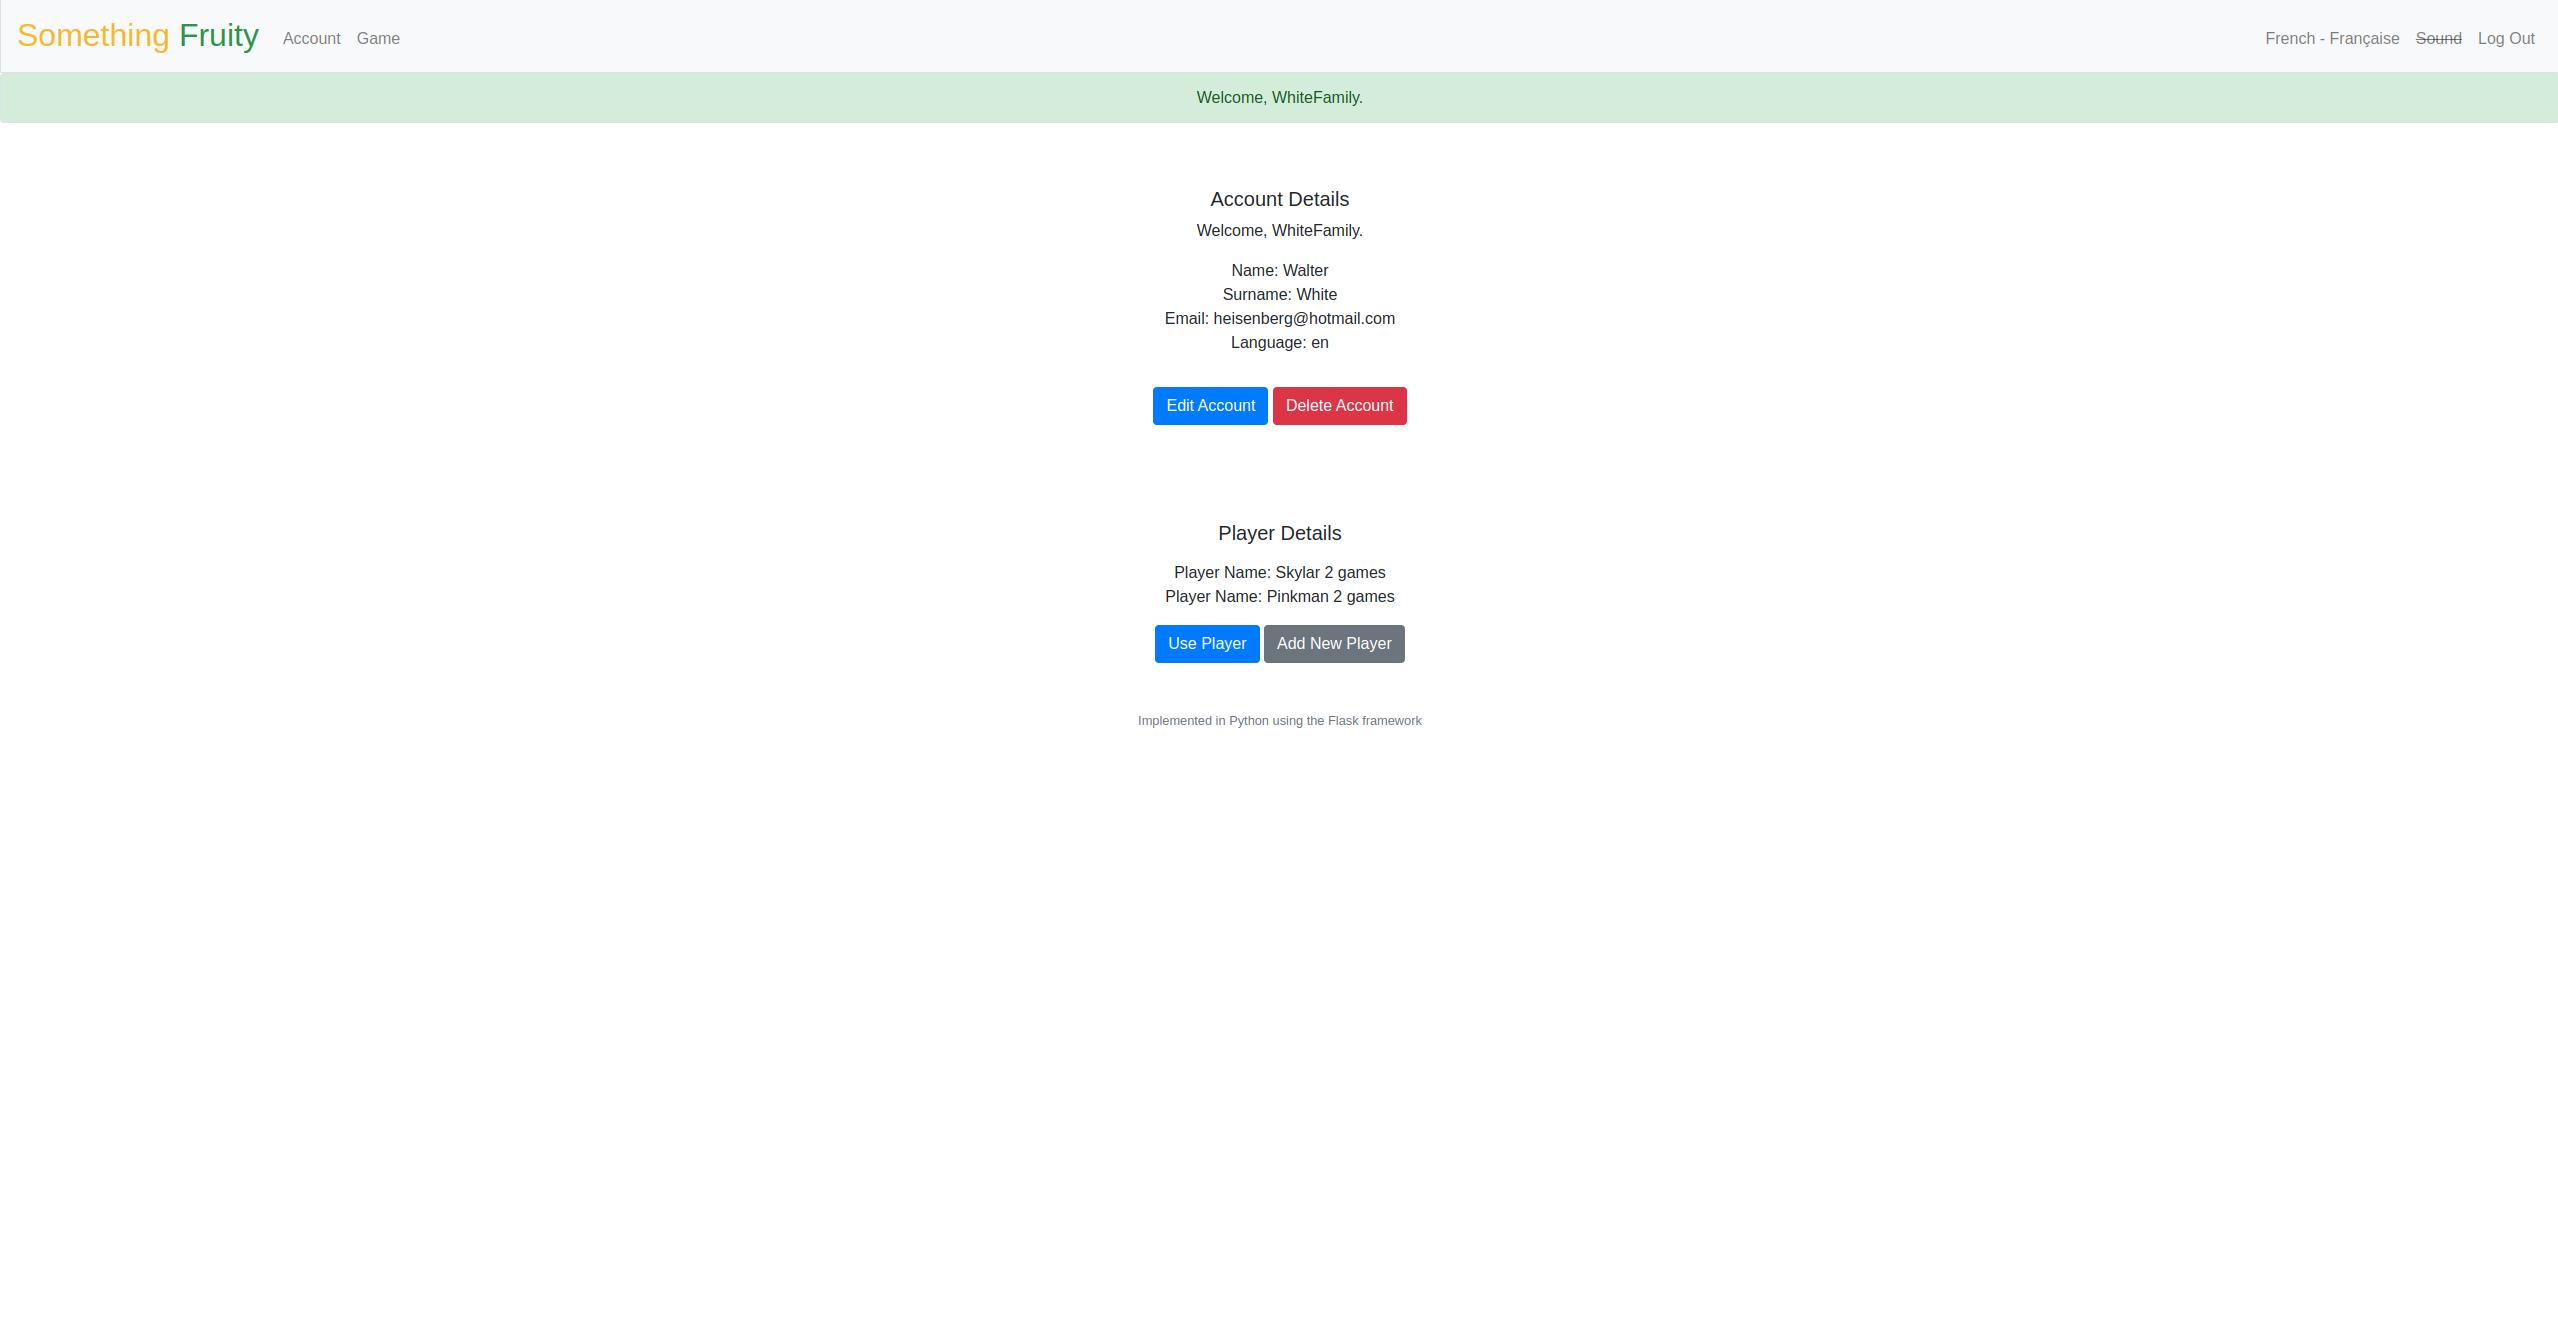 Something Fruity Account Game French - Française Sound Log Out
Welcome, WhiteFamily.
Account Details
Welcome, WhiteFamily.
Name: Walter
Surname: White
Email: heisenberg@hotmail.com
Language: en
Edit Account Delete Account
Player Details
Player Name: Skylar 2 games
Player Name: Pinkman 2 games
Use Player Add New Player
Implemented in Python using the Flask framework